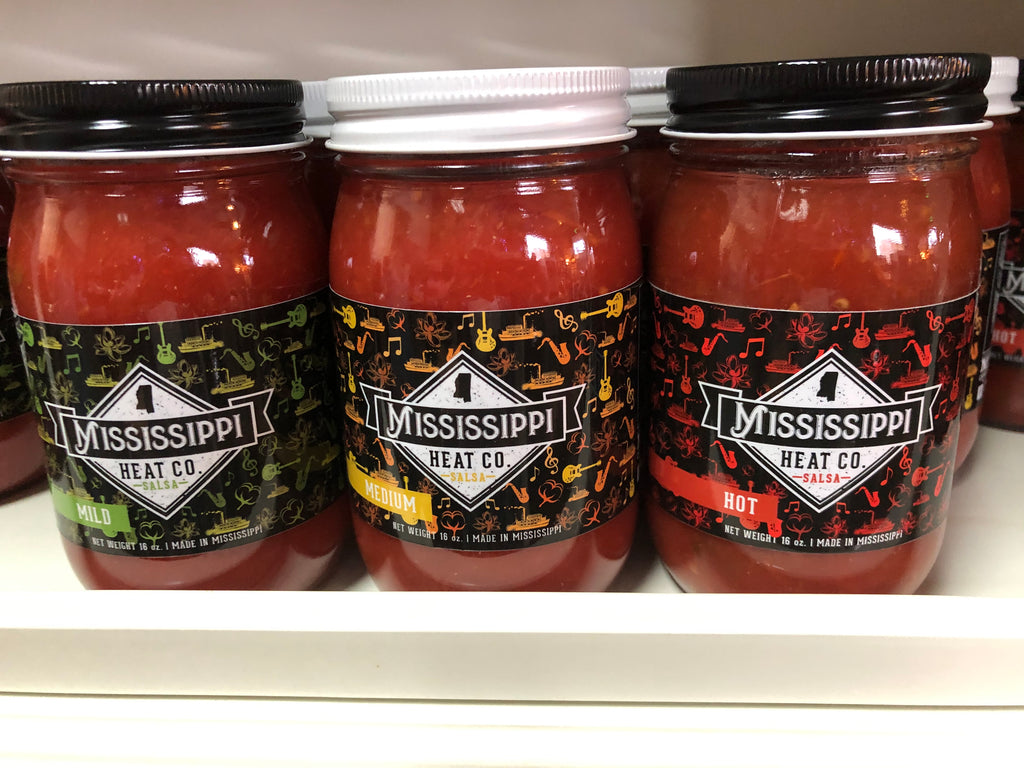 MISSISSIPPI
HEAT CO.
SALSA
MILD
NET WEIGHT 16 oz. | MADE IN MISSISSIPPI
MISSISSIPPI
HEAT CO.
SALSA
MEDIUM
NET WEIGHT 16 oz. | MADE IN MISSISSIPPI
MISSISSIPPI
HEAT CO.
SALSA
HOT
NET WEIGHT 16 oz. | MADE IN MISSISSIPPI
HOT